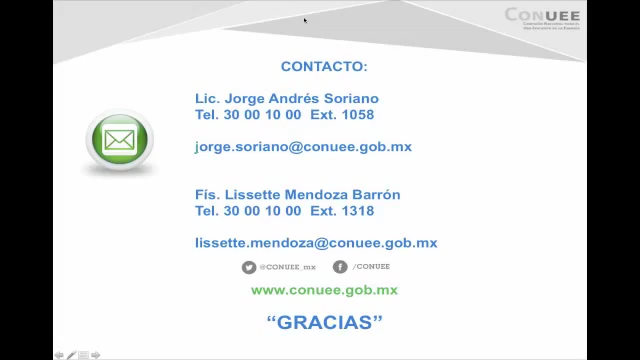 CONUEE
CONTACTO:
Lic. Jorge Andrés Soriano
Tel. 30 00 10 00 Ext. 1058
jorge.soriano@conuee.gob.mx
Fís. Lissette Mendoza Barrón
Tel. 30 00 10 00 Ext. 1318
lissette.mendoza@conuee.gob.mx
@CONUEE_mx /CONUEE
www.conuee.gob.mx
“GRACIAS”